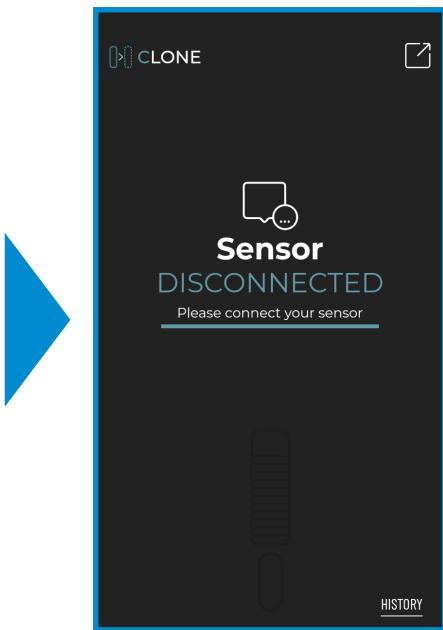 CLONE
Sensor
DISCONNECTED
Please connect your sensor
HISTORY